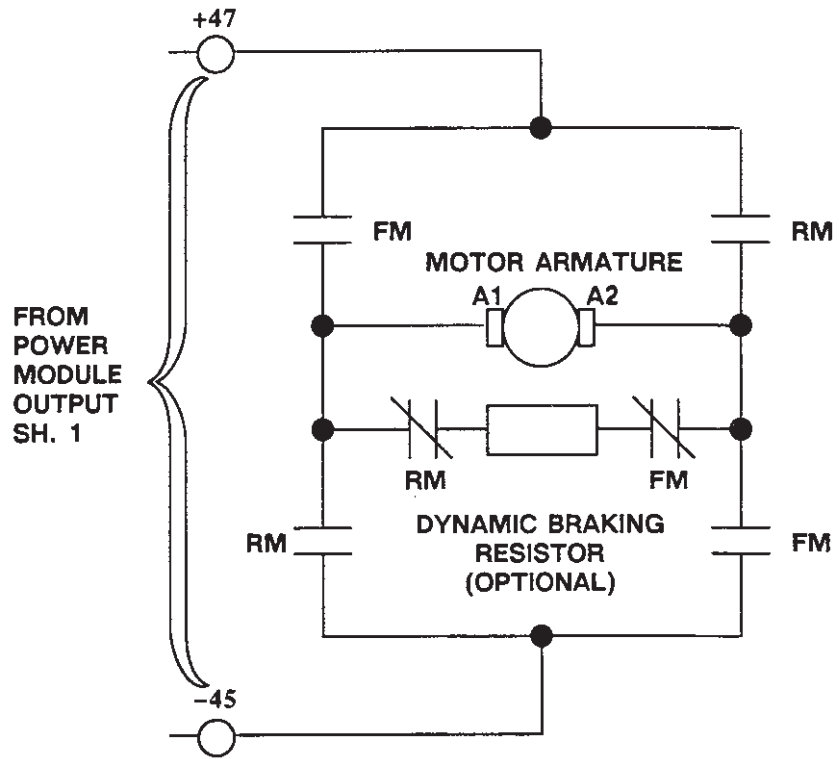 +47
FM
RM
MOTOR ARMATURE
A1
A2
FROM
POWER
MODULE
OUTPUT
SH. 1
RM
FM
RM
DYNAMIC BRAKING
RESISTOR
(OPTIONAL)
FM
−45